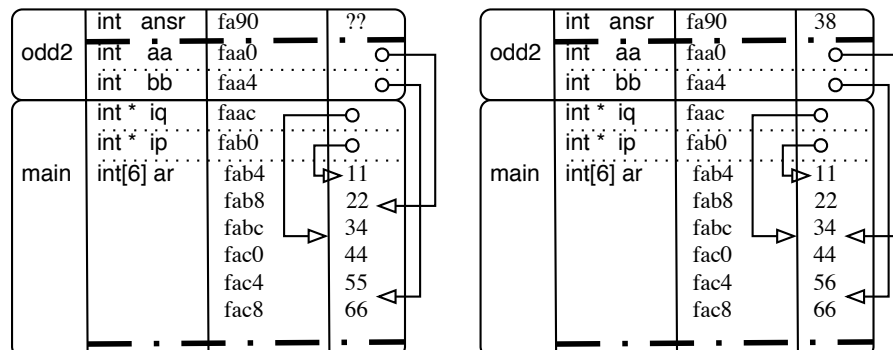 int ansr fa90 ??
odd2 int aa faa0
int bb faa4
int * iq faac
int * ip fab0
main int[6] ar fab4 11
fab8 22
fabc 34
fac0 44
fac4 55
fac8 66
int ansr fa90 38
odd2 int aa faa0
int bb faa4
int * iq faac
int * ip fab0
main int[6] ar fab4 11
fab8 22
fabc 34
fac0 44
fac4 56
fac8 66